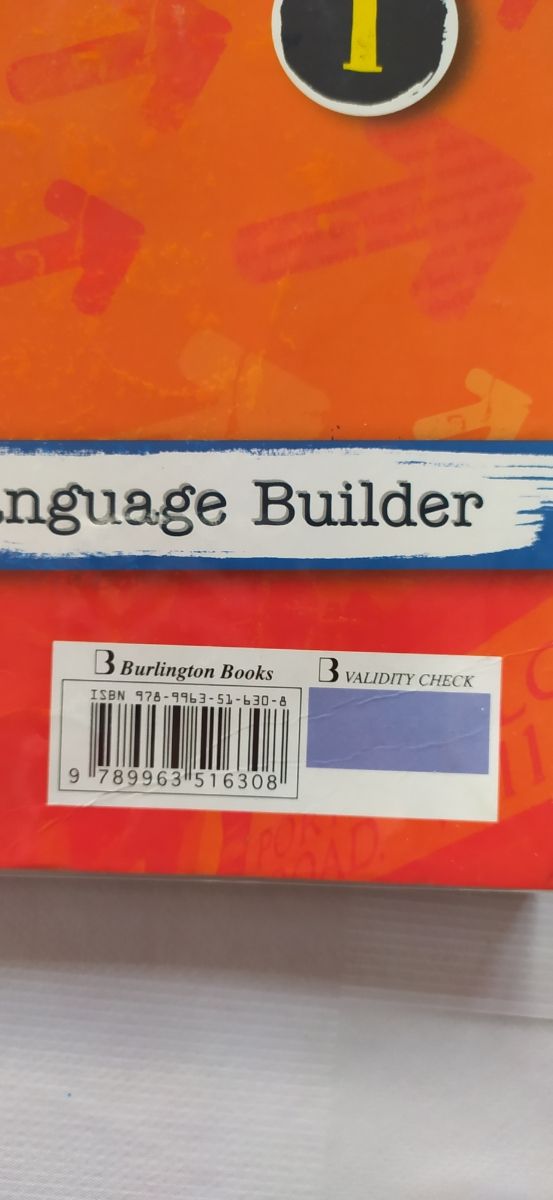 1
nguage Builder
B Burlington Books
B VALIDITY CHECK
ISBN 978-9963-51-630-8
9 789963 516308